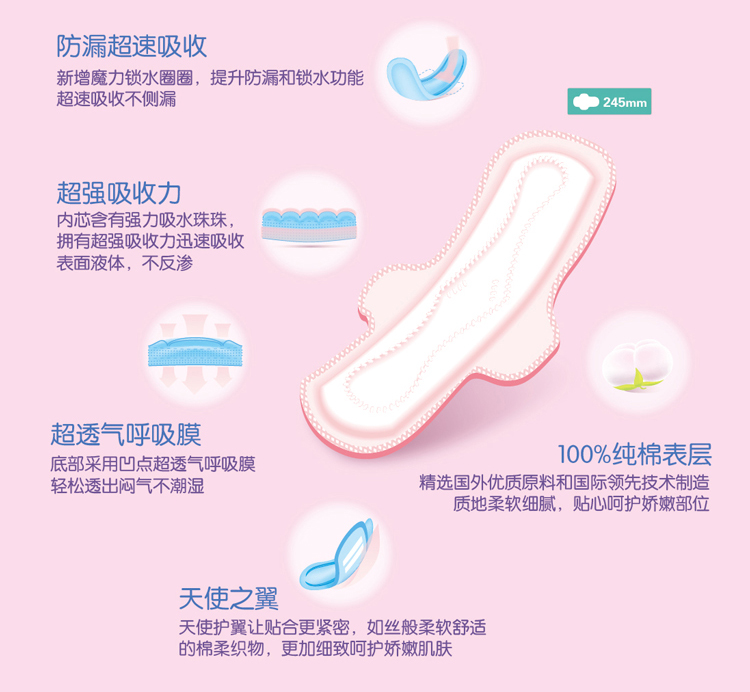 防漏超速吸收
新增魔力锁水圈圈，提升防漏和锁水功能
超速吸收不侧漏
245mm
超强吸收力
内芯含有强力吸水珠珠，
拥有超强吸收力迅速吸收
表面液体，不反渗
超透气呼吸膜
底部采用凹点超透气呼吸膜
轻松透出闷气不潮湿
100%纯棉表层
精选国外优质原料和国际领先技术制造
质地柔软细腻，贴心呵护娇嫩部位
天使之翼
天使护翼让贴合更紧密，如丝般柔软舒适
的棉柔织物，更加细致呵护娇嫩肌肤